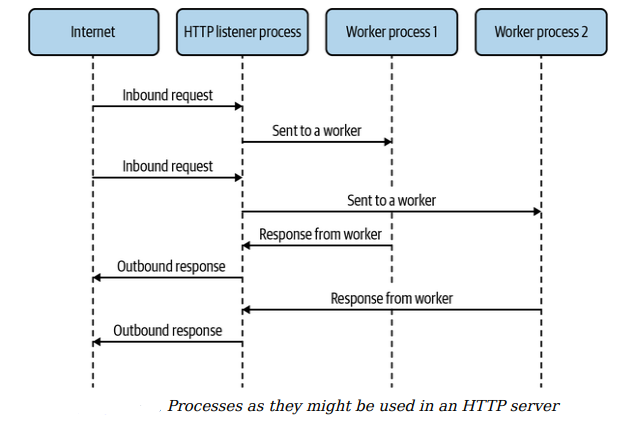 Internet
HTTP listener process
Worker process 1
Worker process 2
Inbound request
Sent to a worker
Inbound request
Sent to a worker
Response from worker
Outbound response
Response from worker
Outbound response
Processes as they might be used in an HTTP server